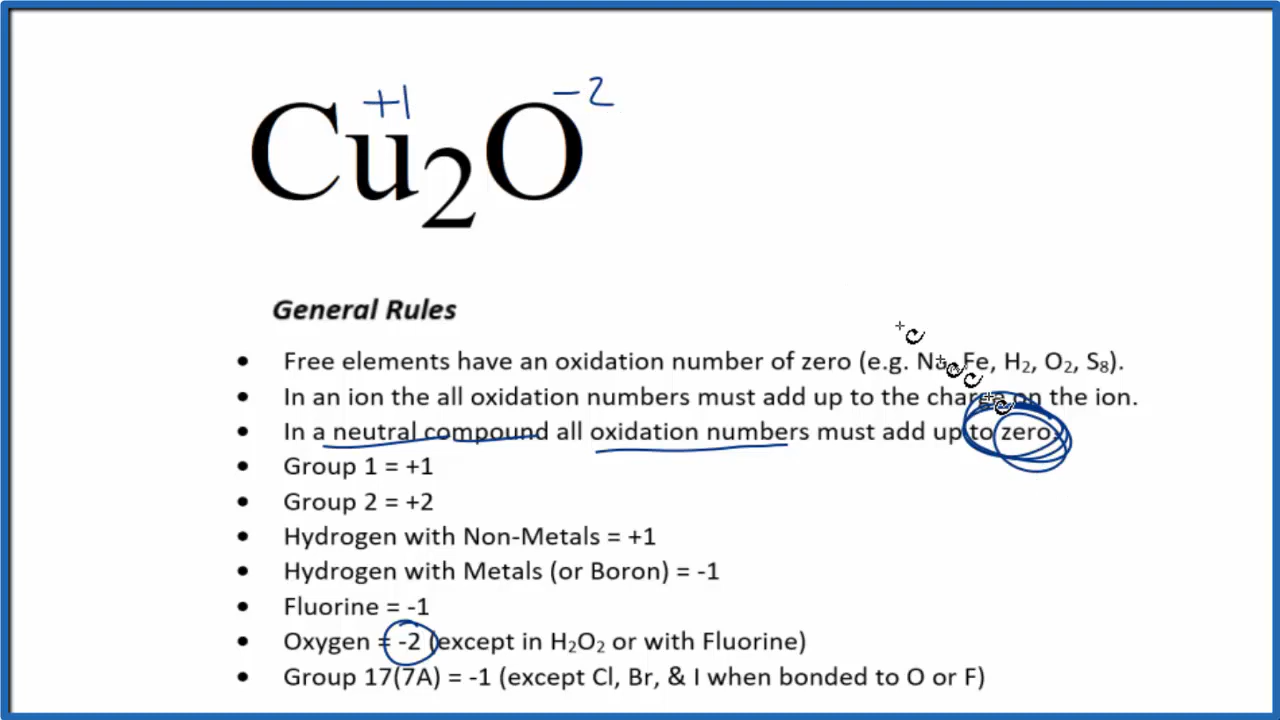 +1 -2
Cu₂O
General Rules
• Free elements have an oxidation number of zero (e.g. Na, Fe, H₂, O₂, S₈).
• In an ion the all oxidation numbers must add up to the charge on the ion.
• In a neutral compound all oxidation numbers must add up to zero.
• Group 1 = +1
• Group 2 = +2
• Hydrogen with Non-Metals = +1
• Hydrogen with Metals (or Boron) = -1
• Fluorine = -1
• Oxygen = -2 (except in H₂O₂ or with Fluorine)
• Group 17(7A) = -1 (except Cl, Br, & I when bonded to O or F)